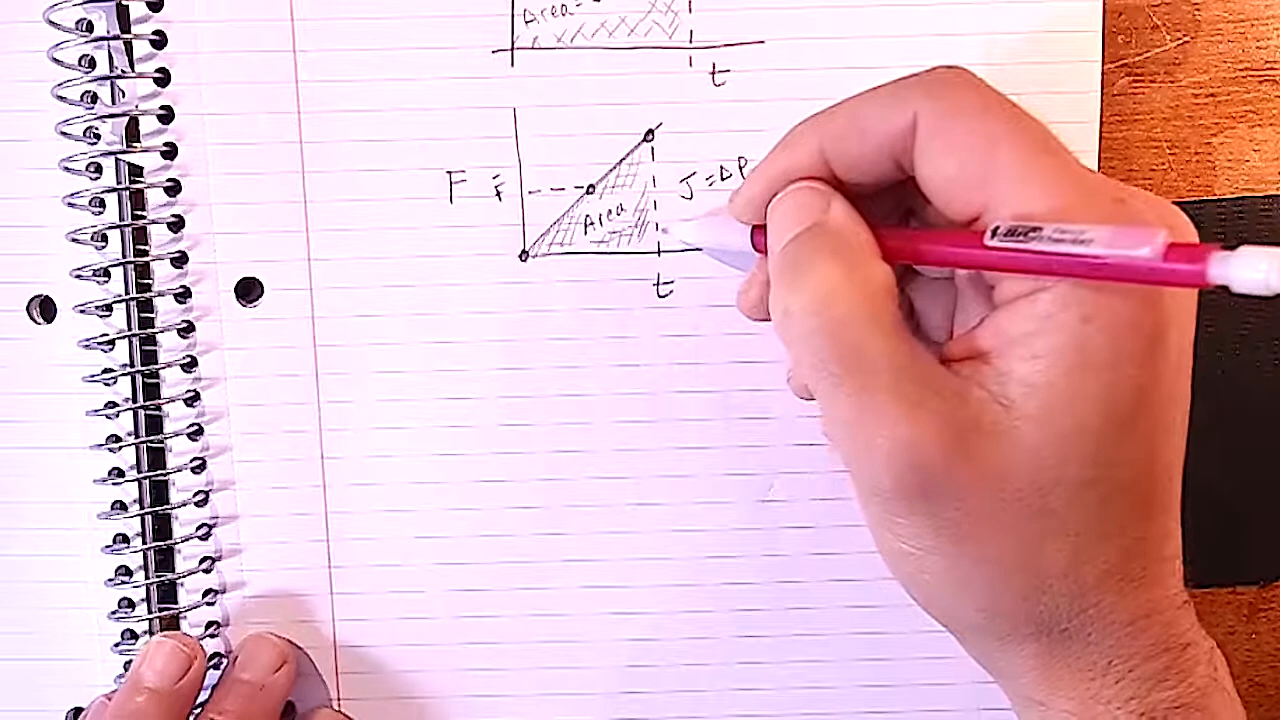 Area=
t
F F
J = ΔP
Area
t
BIC